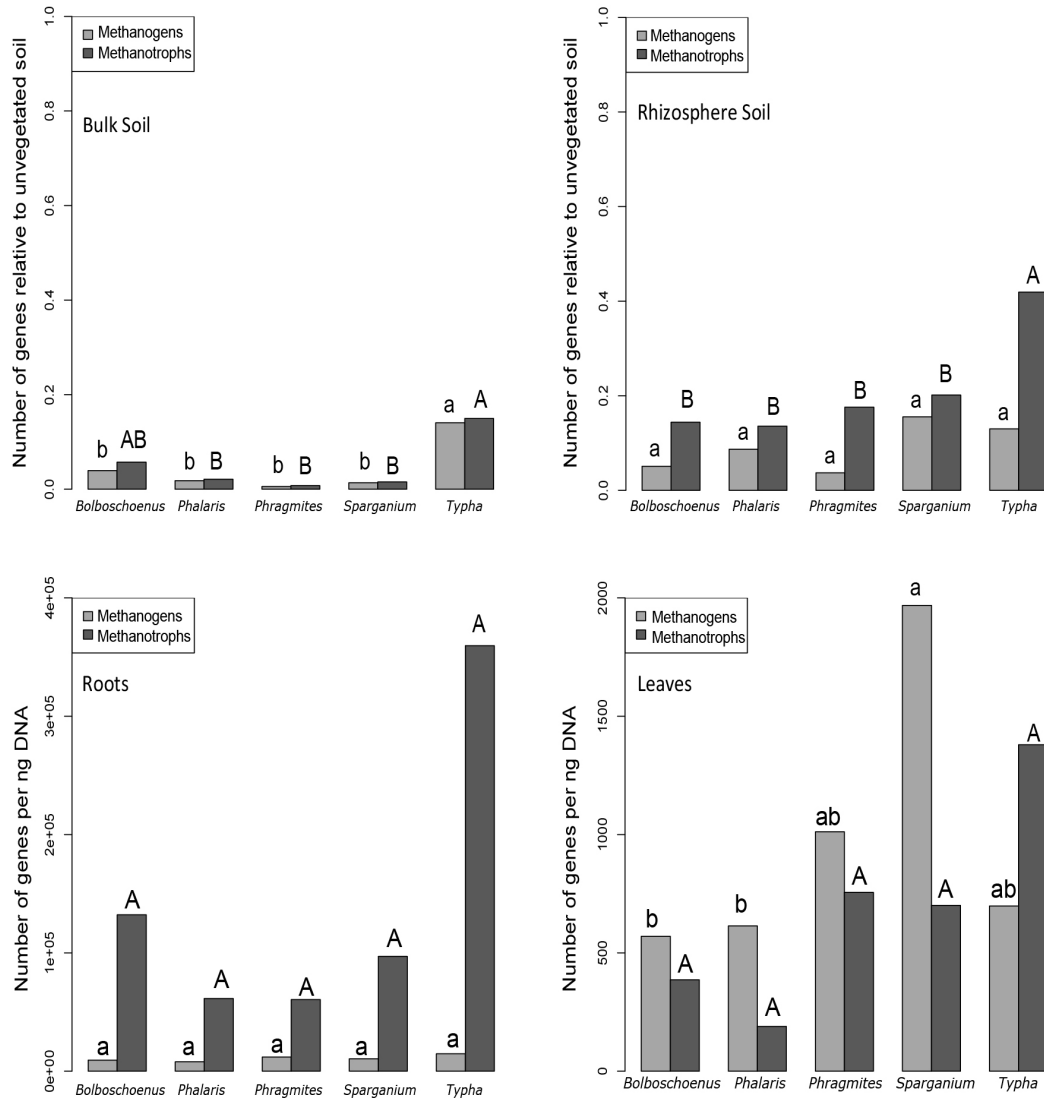 Number of genes relative to unvegetated soil
1.0
0.8
0.6
0.4
0.2
0.0
Methanogens
Methanotrophs
Bulk Soil
b AB b B b B b B a A
Bolboschoenus Phalaris Phragmites Sparganium Typha
Number of genes relative to unvegetated soil
1.0
0.8
0.6
0.4
0.2
0.0
Methanogens
Methanotrophs
Rhizosphere Soil
a B a B a B a B a A
Bolboschoenus Phalaris Phragmites Sparganium Typha
Number of genes per ng DNA
4e+05
3e+05
2e+05
1e+05
0e+00
Methanogens
Methanotrophs
Roots
a A a A a A a A a A
Bolboschoenus Phalaris Phragmites Sparganium Typha
Number of genes per ng DNA
2000
1500
1000
500
0
Methanogens
Methanotrophs
Leaves
b A b A ab A a A ab A
Bolboschoenus Phalaris Phragmites Sparganium Typha